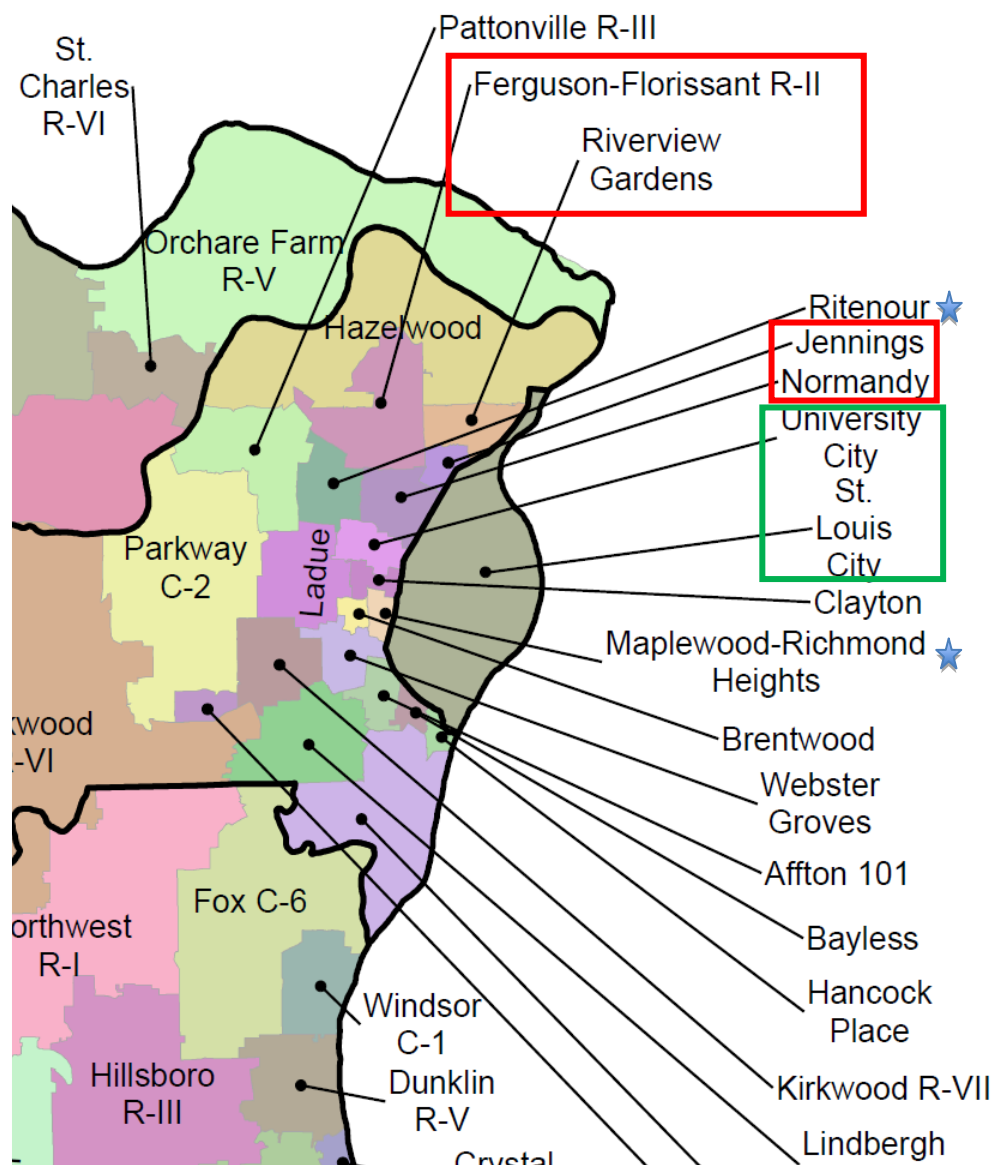 Pattonville R-III
St.
Charles
R-VI
Ferguson-Florissant R-II
Riverview
Gardens
Orchare Farm
R-V
Hazelwood
Ritenour
Jennings
Normandy
University
City
St.
Louis
City
Parkway
C-2
Ladue
Clayton
Maplewood-Richmond
Heights
kwood
-VI
Brentwood
Webster
Groves
Affton 101
Fox C-6
orthwest
R-I
Bayless
Hancock
Place
Windsor
C-1
Hillsboro
R-III
Dunklin
R-V
Kirkwood R-VII
Lindbergh
Crystal